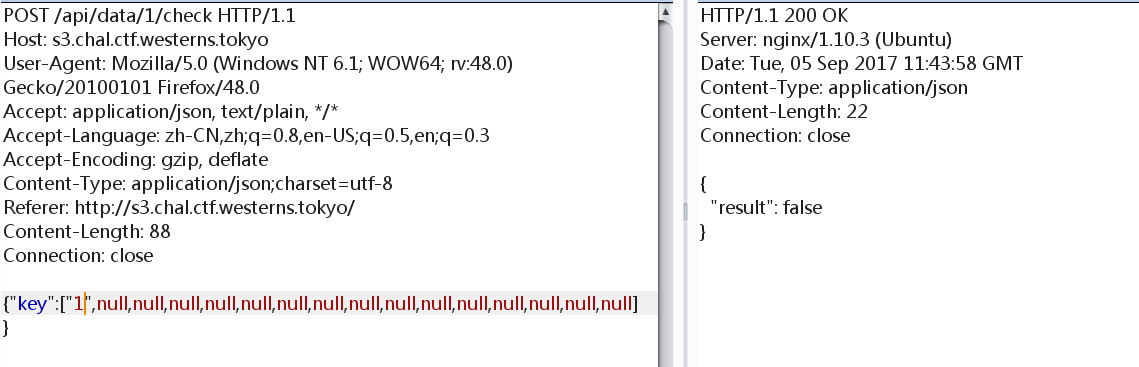 POST /api/data/1/check HTTP/1.1
Host: s3.chal.ctf.westerns.tokyo
User-Agent: Mozilla/5.0 (Windows NT 6.1; WOW64; rv:48.0)
Gecko/20100101 Firefox/48.0
Accept: application/json, text/plain, */*
Accept-Language: zh-CN,zh;q=0.8,en-US;q=0.5,en;q=0.3
Accept-Encoding: gzip, deflate
Content-Type: application/json;charset=utf-8
Referer: http://s3.chal.ctf.westerns.tokyo/
Content-Length: 88
Connection: close
{"key":["1",null,null,null,null,null,null,null,null,null,null,null,null,null,null,null]
}
HTTP/1.1 200 OK
Server: nginx/1.10.3 (Ubuntu)
Date: Tue, 05 Sep 2017 11:43:58 GMT
Content-Type: application/json
Content-Length: 22
Connection: close
{
"result": false
}